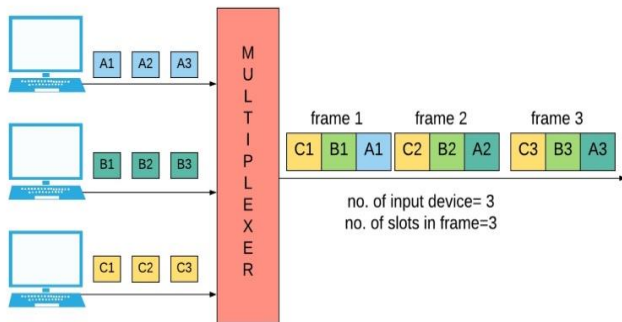 A1 A2 A3
B1 B2 B3
C1 C2 C3
MULTIPLEXER
frame 1 frame 2 frame 3
C1 B1 A1 C2 B2 A2 C3 B3 A3
no. of input device= 3
no. of slots in frame=3